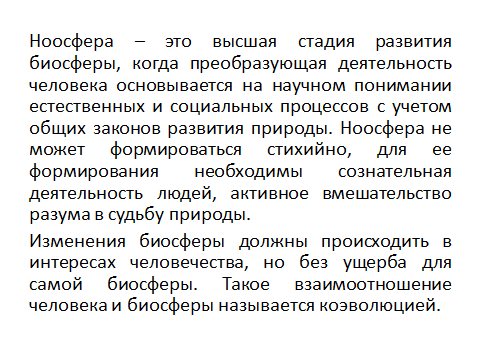 Ноосфера – это высшая стадия развития
биосферы, когда преобразующая деятельность
человека основывается на научном понимании
естественных и социальных процессов с учетом
общих законов развития природы. Ноосфера не
может формироваться стихийно, для ее
формирования необходимы сознательная
деятельность людей, активное вмешательство
разума в судьбу природы.
Изменения биосферы должны происходить в
интересах человечества, но без ущерба для
самой биосферы. Такое взаимоотношение
человека и биосферы называется коэволюцией.